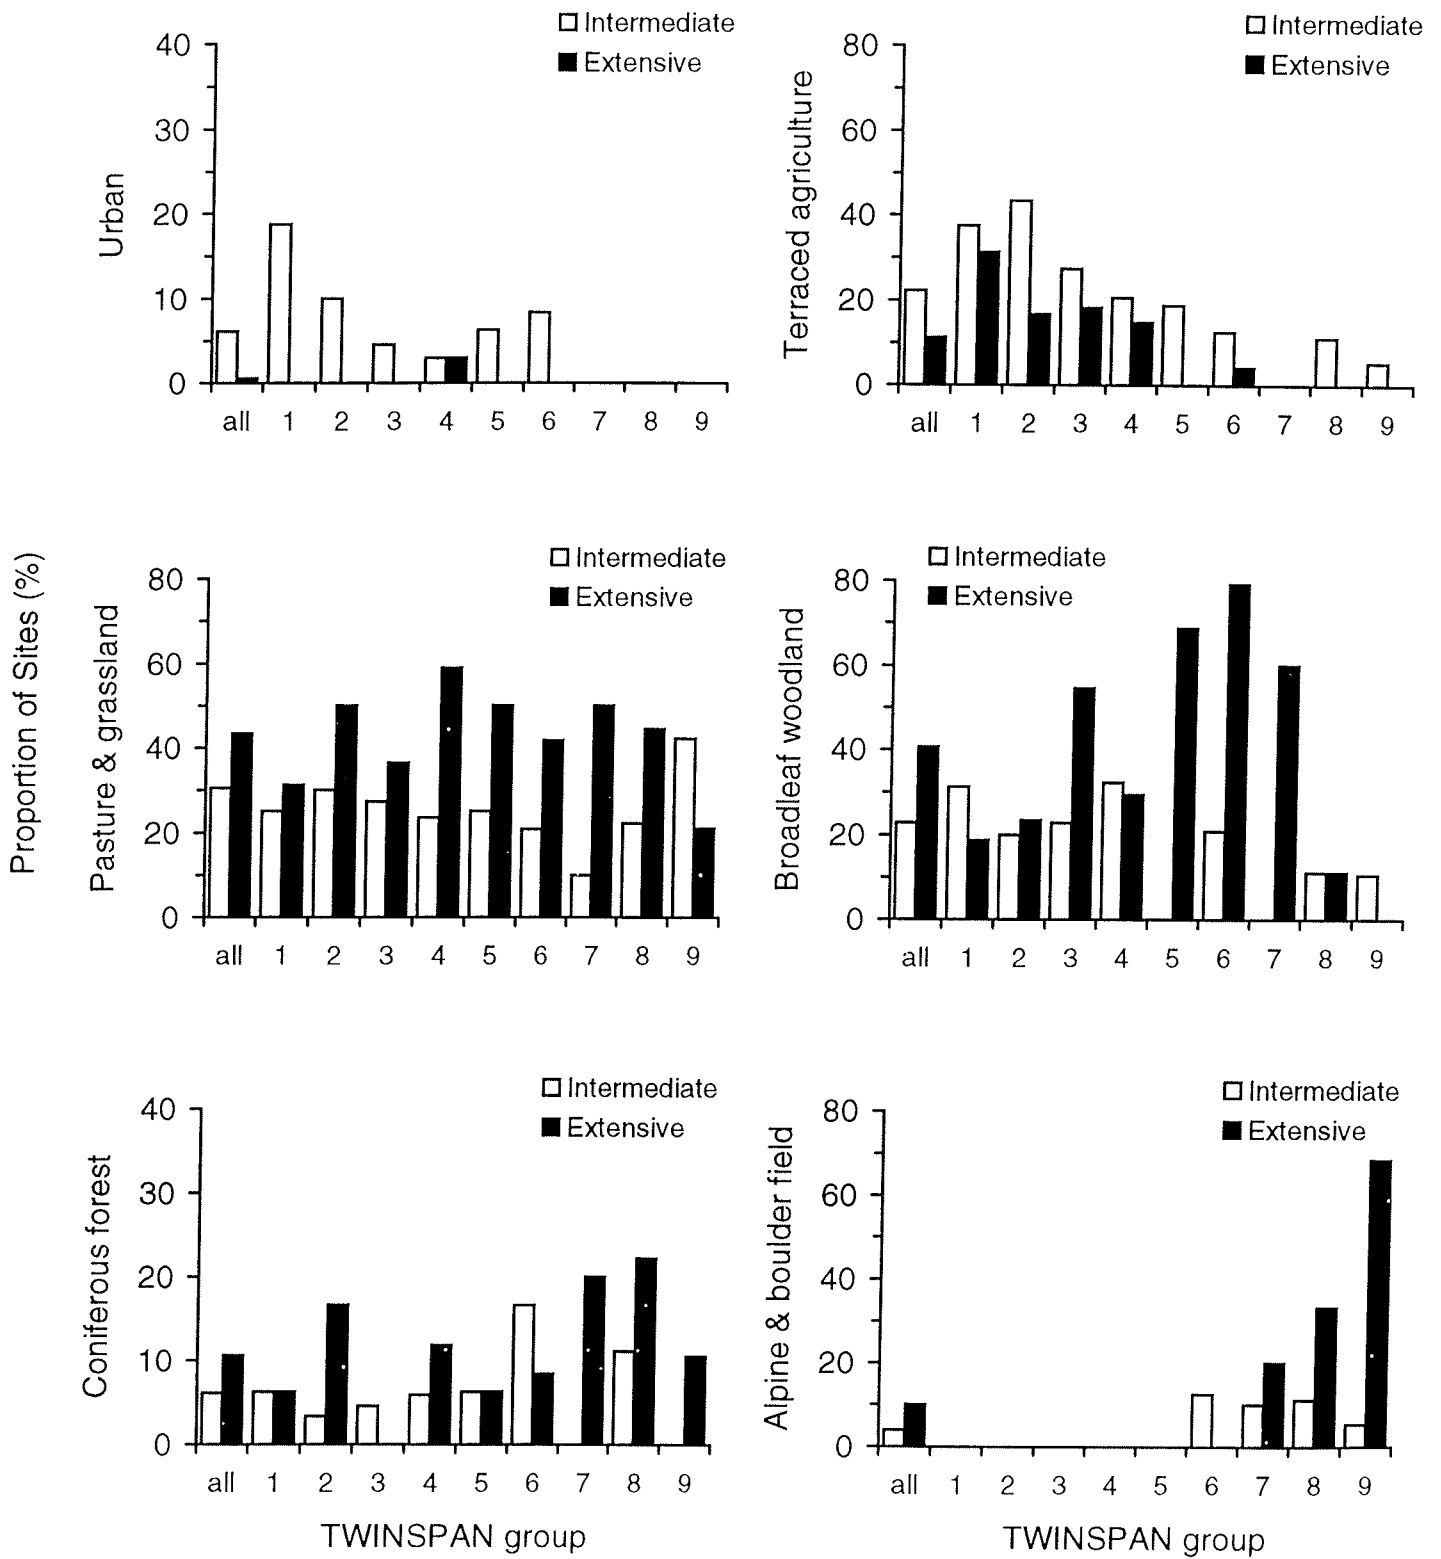 Proportion of Sites (%)
Urban
Intermediate
Extensive
40
30
20
10
0
all 1 2 3 4 5 6 7 8 9
Terraced agriculture
Intermediate
Extensive
80
60
40
20
0
all 1 2 3 4 5 6 7 8 9
Pasture & grassland
Intermediate
Extensive
80
60
40
20
0
all 1 2 3 4 5 6 7 8 9
Broadleaf woodland
Intermediate
Extensive
80
60
40
20
0
all 1 2 3 4 5 6 7 8 9
Coniferous forest
Intermediate
Extensive
40
30
20
10
0
all 1 2 3 4 5 6 7 8 9
TWINSPAN group
Alpine & boulder field
Intermediate
Extensive
80
60
40
20
0
all 1 2 3 4 5 6 7 8 9
TWINSPAN group